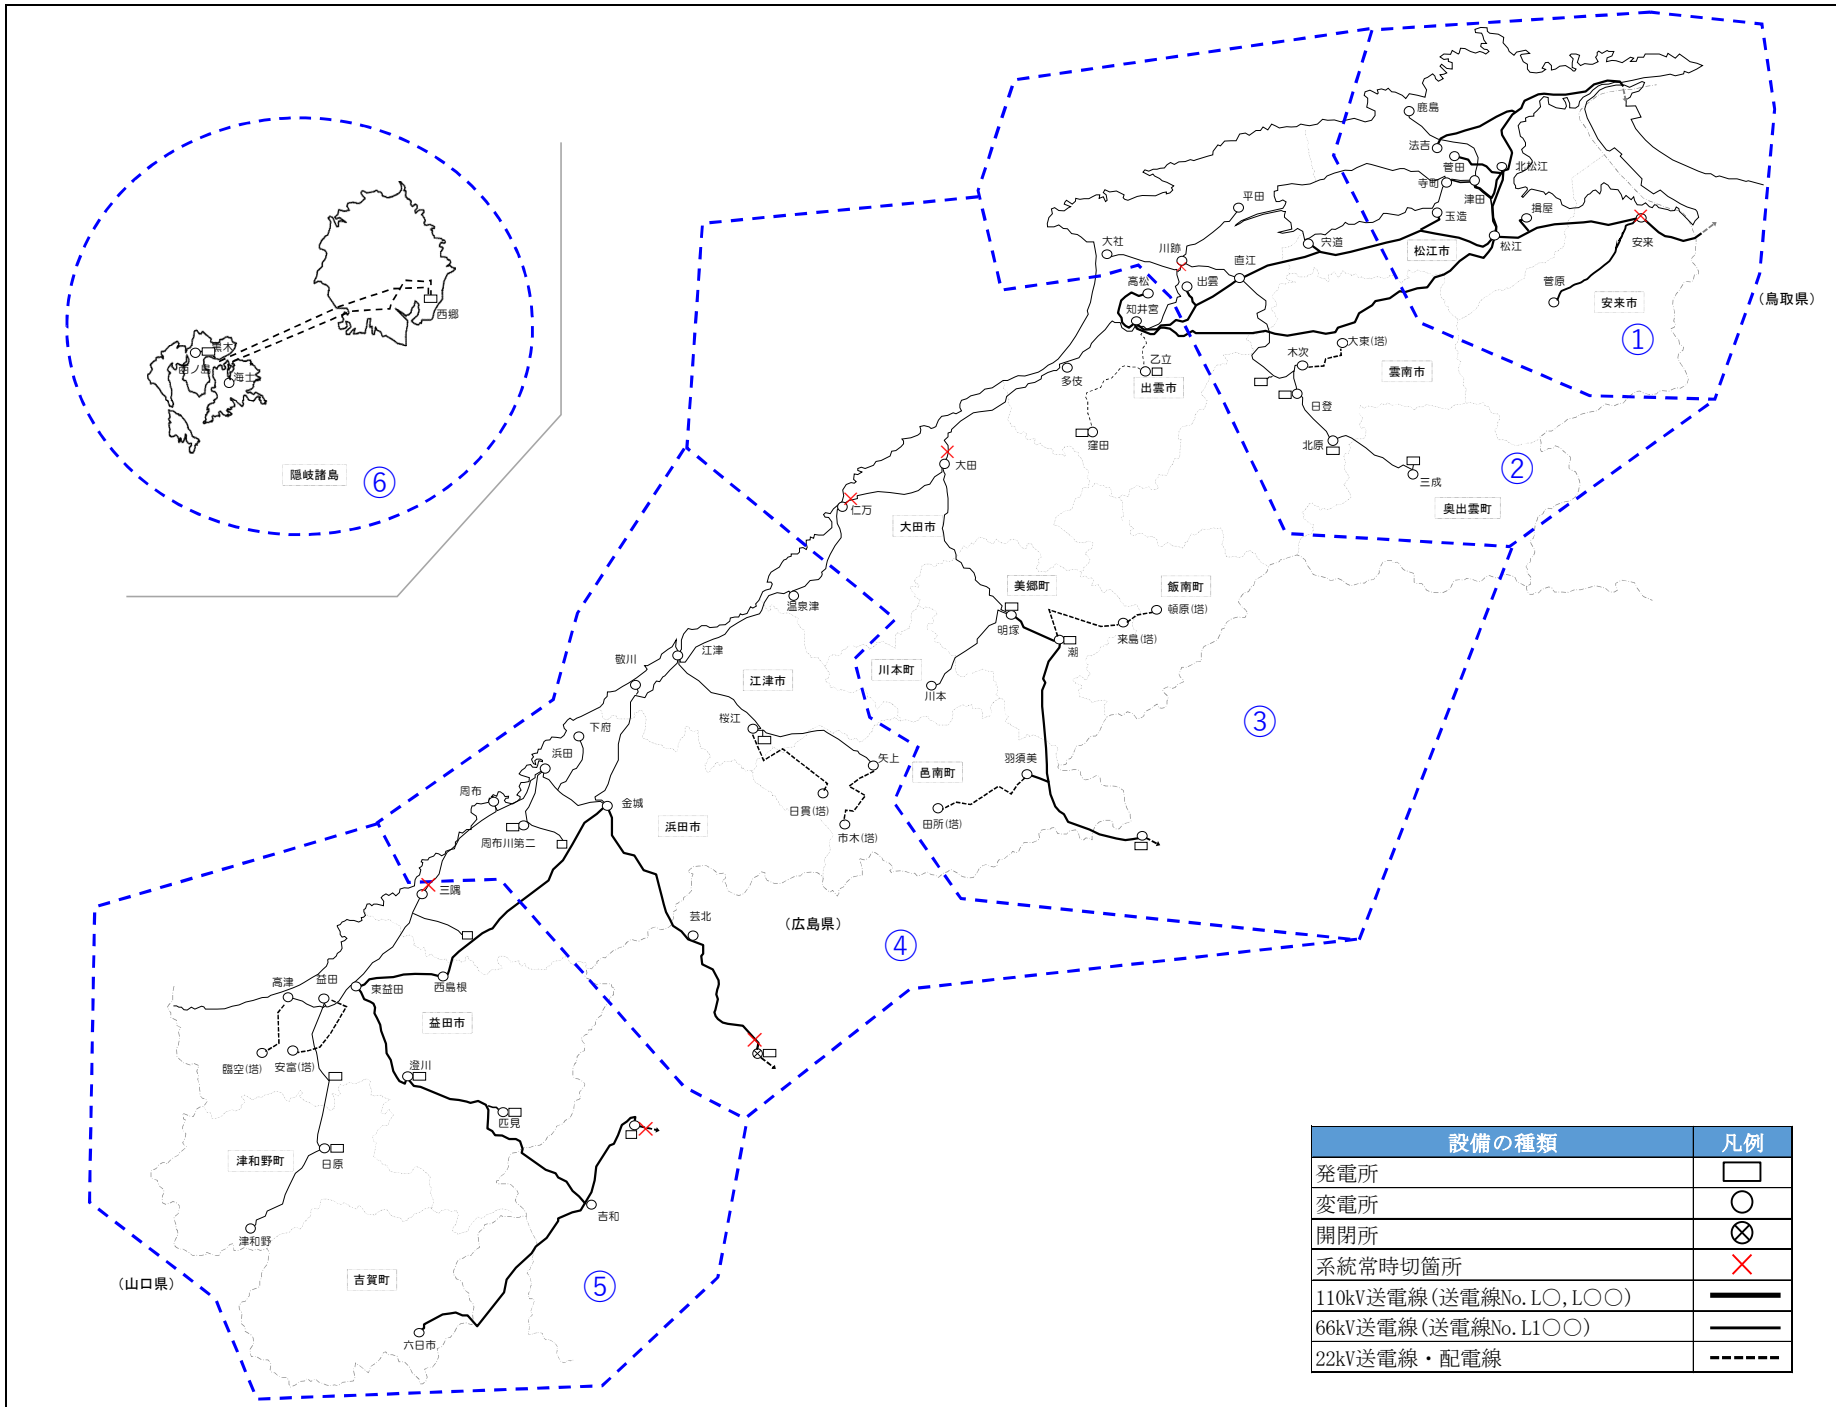 鹿島
法吉
菅田
北松江
寺町
津田
平田
玉造
揖屋
大社
川跡
宍道
松江市
松江
安来
直江
高松
出雲
菅原
安来市
(鳥取県)
西郷
知井宮
①
黒木
大東(塔)
西ノ島
海士
乙立
木次
雲南市
多伎
出雲市
日登
窪田
北原
大田
隠岐諸島
⑥
②
三成
仁万
奥出雲町
大田市
美郷町
飯南町
温泉津
頓原(塔)
明塚
来島(塔)
江津
潮
敬川
川本町
江津市
川本
桜江
③
下府
浜田
矢上
羽須美
邑南町
周布
金城
日貫(塔)
浜田市
田所(塔)
市木(塔)
周布川第二
三隅
芸北
(広島県)
④
高津
益田
東益田
西島根
益田市
臨空(塔)
安富(塔)
澄川
匹見
津和野町
日原
吉和
津和野
(山口県)
吉賀町
⑤
六日市
設備の種類 凡例
発電所
変電所
開閉所
系統常時切箇所
110kV送電線(送電線No.L○,L○○)
66kV送電線(送電線No.L1○○)
22kV送電線・配電線